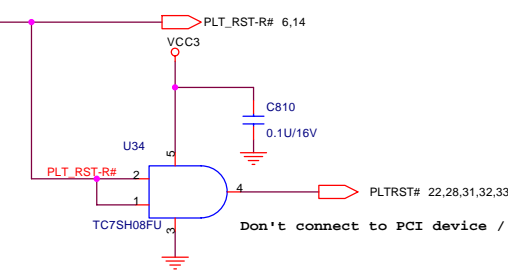 PLT_RST-R# 6,14
VCC3
C810
0.1U/16V
U34
5
PLT_RST-R#
2
1
4
PLTRST# 22,28,31,32,33
TC7SH08FU
3
Don't connect to PCI device /